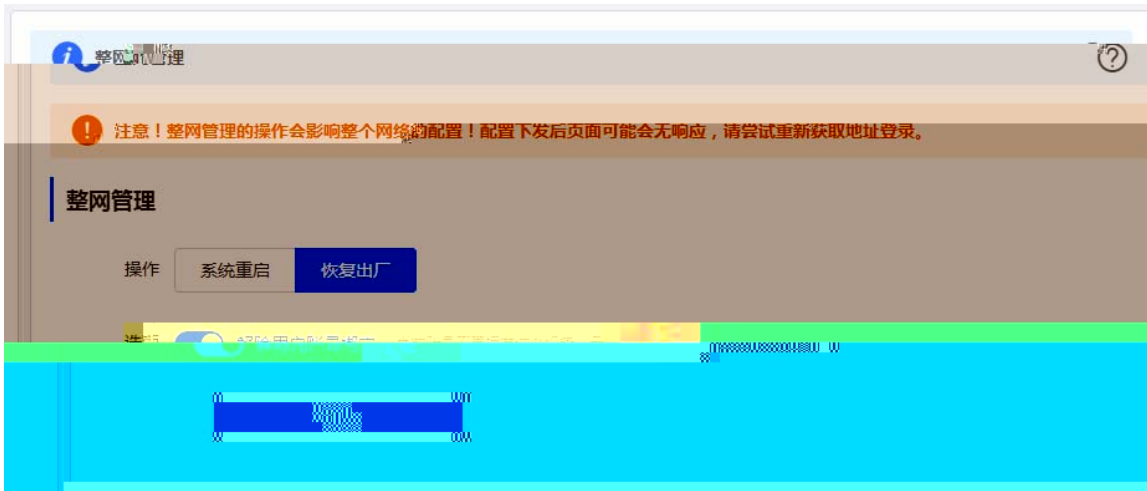 整网管理
注意！整网管理的操作会影响整个网络的配置！配置下发后页面可能会无响应，请尝试重新获取地址登录。
整网管理
操作 系统重启 恢复出厂
选项